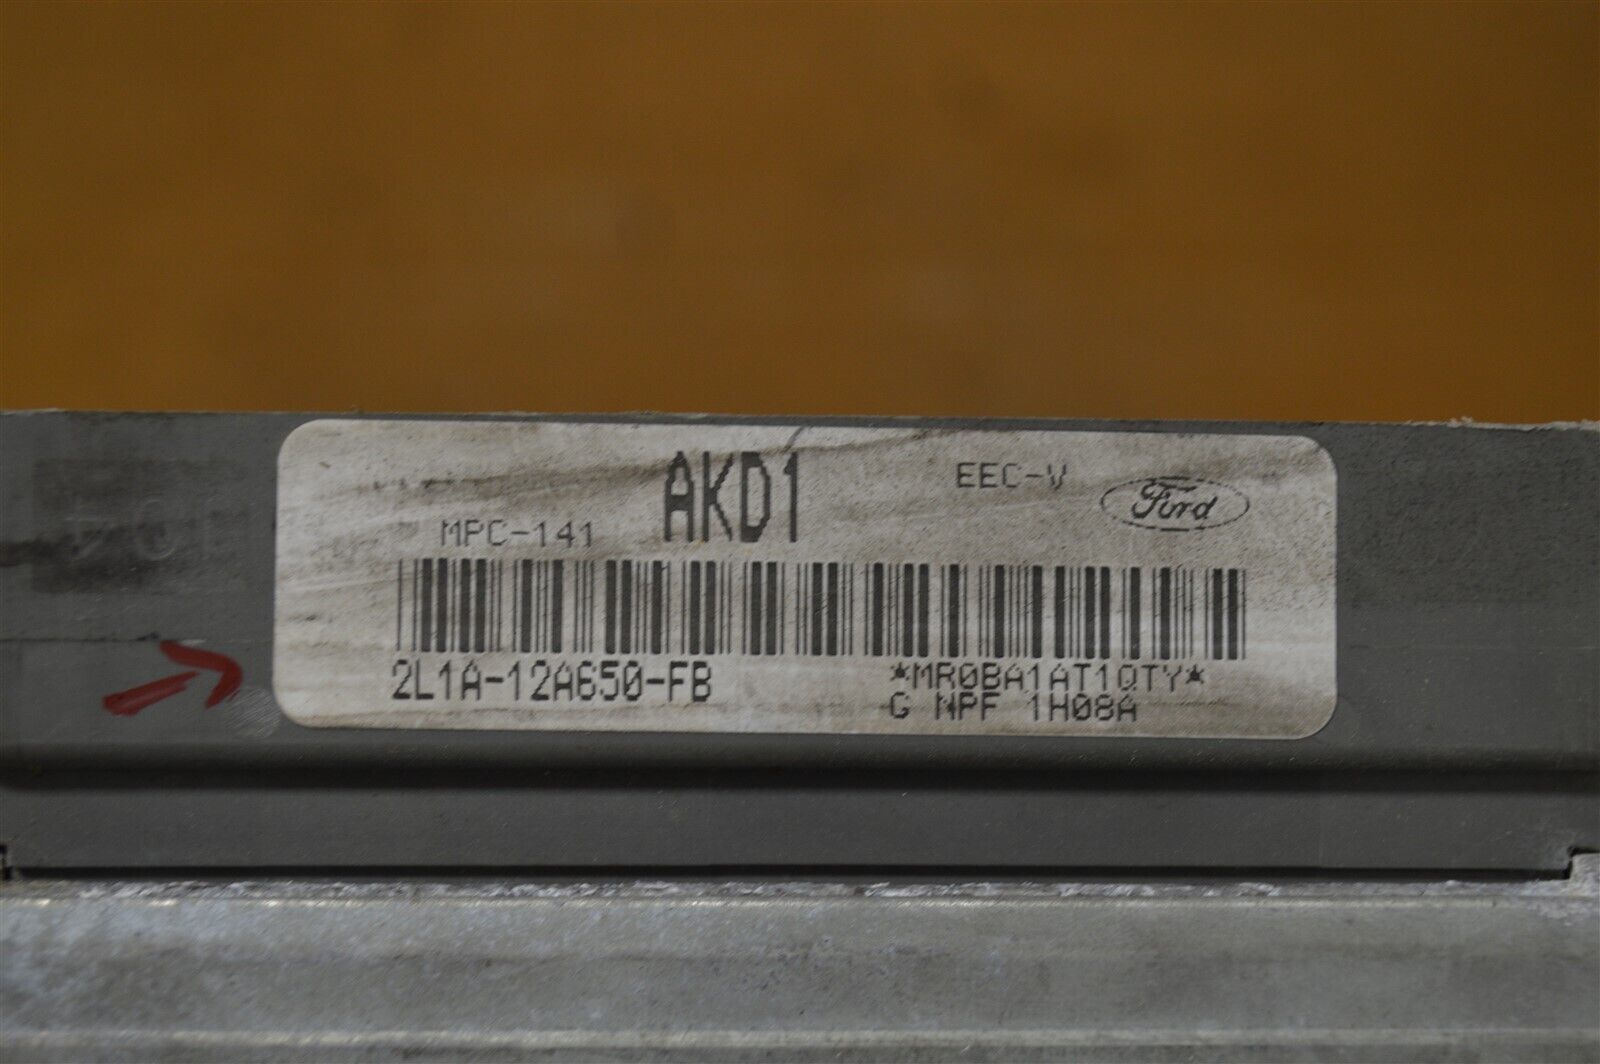 AKD1
EEC-V
Ford
MPC-141
2L1A-12A650-FB
*MR0BA1AT1QTY*
G NPF 1H08A